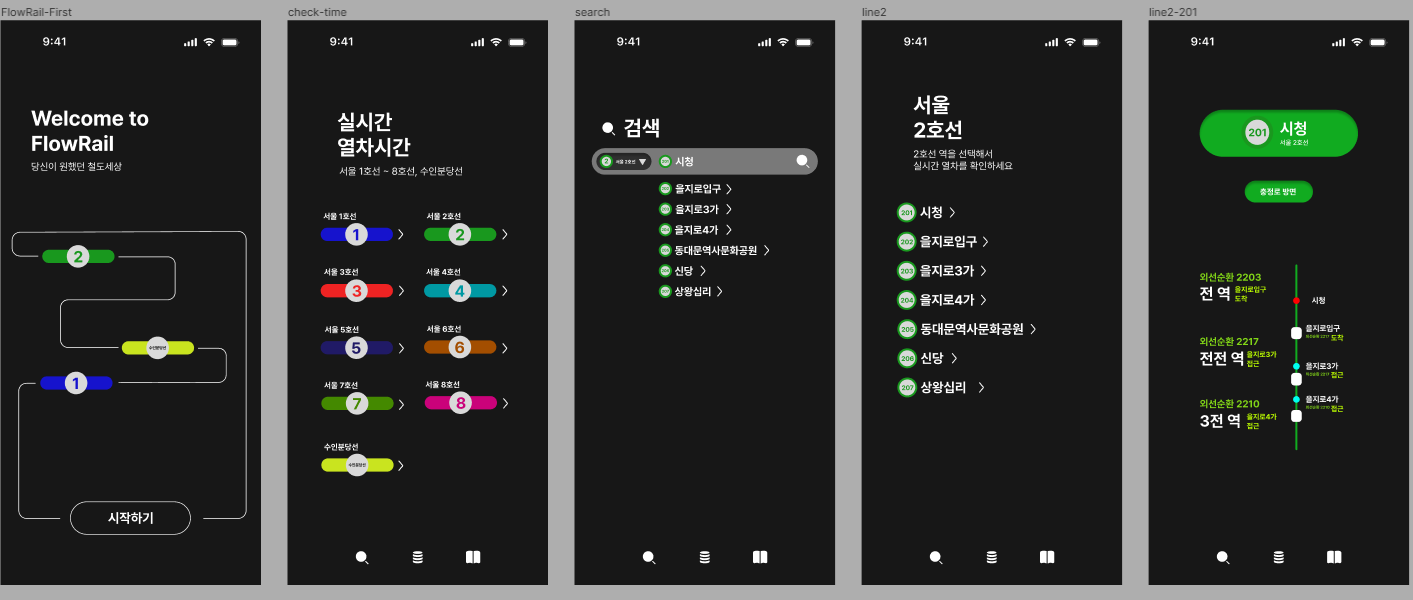 FlowRail-First
9:41
Welcome to
FlowRail
당신이 원했던 철도세상
2
수인분당선
1
시작하기
check-time
9:41
실시간
열차시간
서울 1호선 ~ 8호선, 수인분당선
서울 1호선
1
서울 2호선
2
서울 3호선
3
서울 4호선
4
서울 5호선
5
서울 6호선
6
서울 7호선
7
서울 8호선
8
수인분당선
수인분당선
search
9:41
검색
2 서울 2호선 201 시청
을지로입구
을지로3가
을지로4가
동대문역사문화공원
신당
상왕십리
line2
9:41
서울
2호선
2호선 역을 선택해서
실시간 열차를 확인하세요
201 시청
202 을지로입구
203 을지로3가
204 을지로4가
205 동대문역사문화공원
206 신당
207 상왕십리
line2-201
9:41
201 시청
서울 2호선
충정로 방면
외선순환 2203
전 역 을지로입구
도착
외선순환 2217
전전 역 을지로3가
접근
외선순환 2210
3전 역 을지로4가
접근
시청
을지로입구
외선순환 2217 도착
을지로3가
외선순환 2217 접근
을지로4가
외선순환 2210 접근